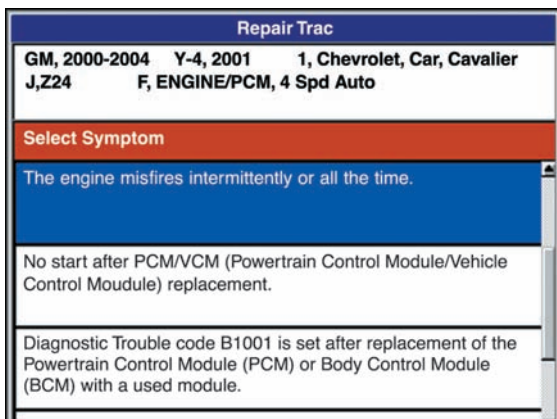 Repair Trac
GM, 2000-2004 Y-4, 2001 1, Chevrolet, Car, Cavalier
J,Z24 F, ENGINE/PCM, 4 Spd Auto
Select Symptom
The engine misfires intermittently or all the time.
No start after PCM/VCM (Powertrain Control Module/Vehicle
Control Moudule) replacement.
Diagnostic Trouble code B1001 is set after replacement of the
Powertrain Control Module (PCM) or Body Control Module
(BCM) with a used module.